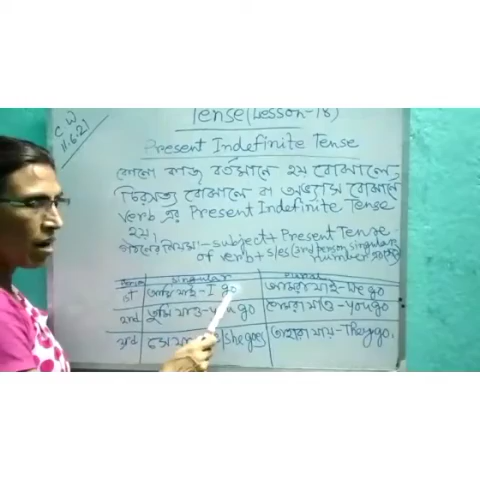 C.W
11.6.21
Tense (Lesson-18)
Present Indefinite Tense
কোনো কাজ বর্তমানে হয় বোঝালে
চিরসত্য বোঝালে বা অভ্যাস বোঝালে
verb এর Present Indefinite Tense
হয়।
গঠনের নিয়ম:-subject + Present Tense
of verb + s/es (3rd person singular
number হলে)
Person singular plural
আমি যাই - I go আমরা যাই - We go
2nd তুমি যাও - you go তোমরা যাও - you go
3rd সে /she goes তাহারা যায় - They go.